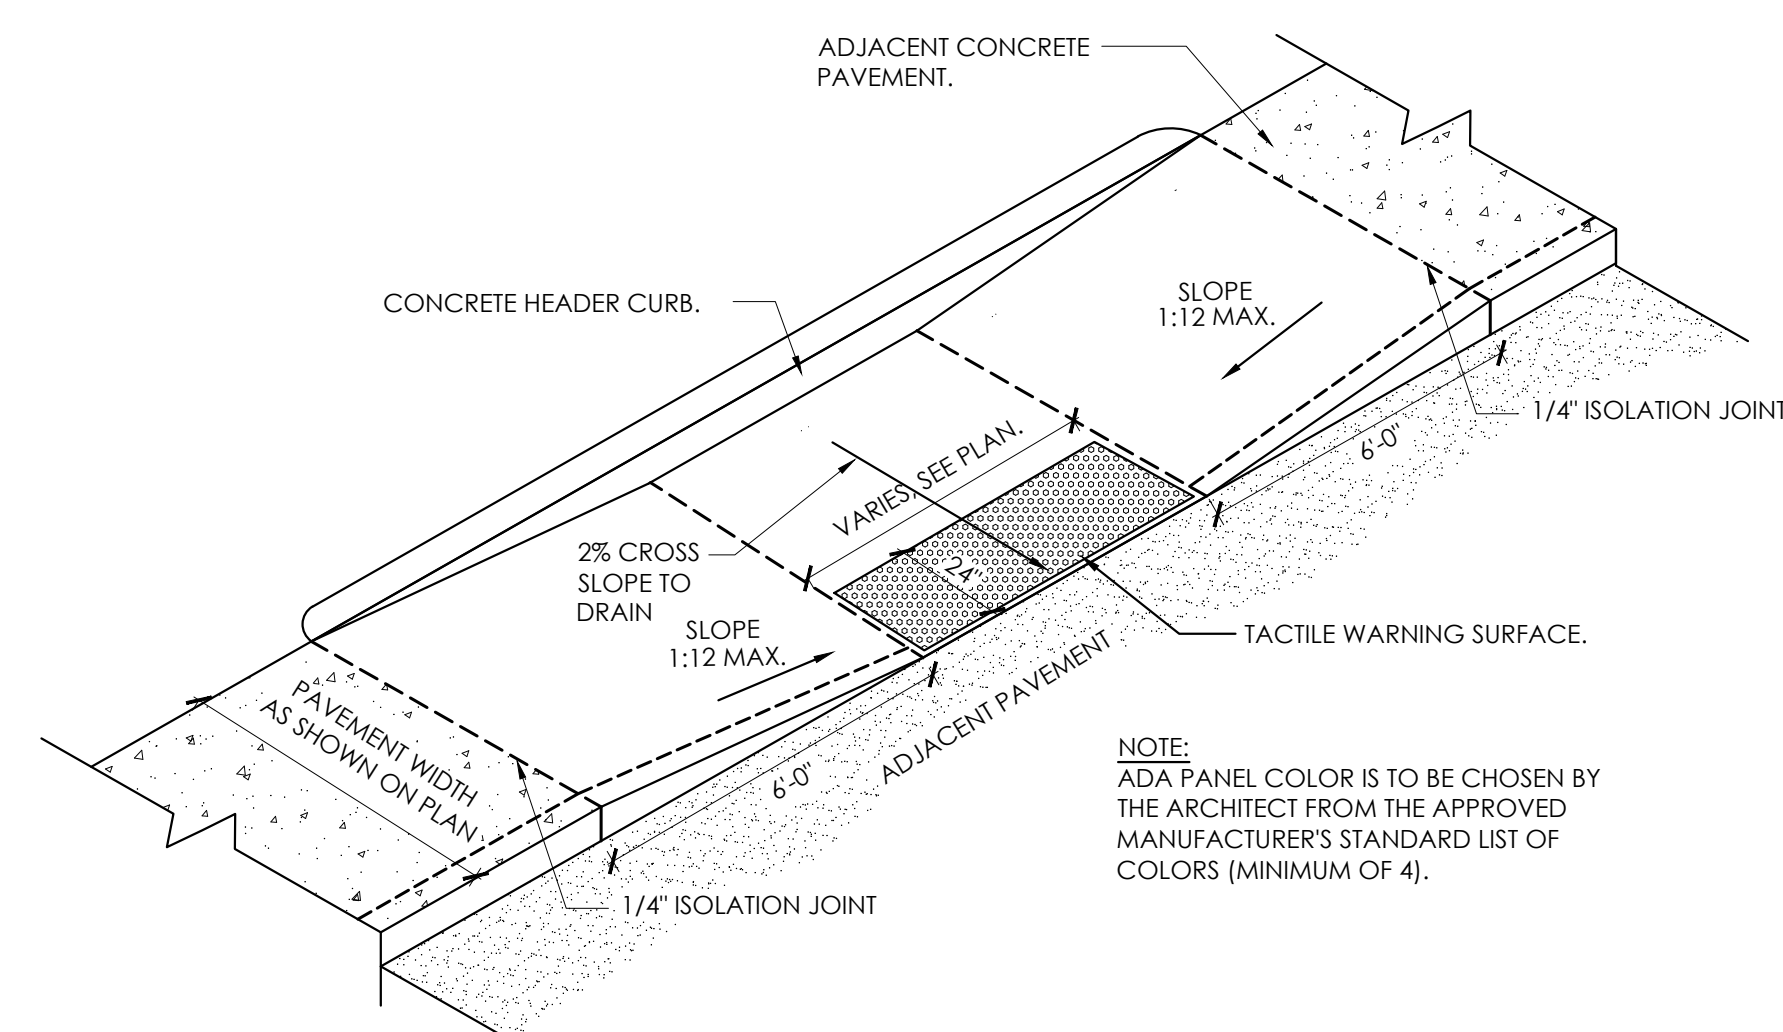 ADJACENT CONCRETE
PAVEMENT.
CONCRETE HEADER CURB.
SLOPE
1:12 MAX.
1/4" ISOLATION JOINT
6'-0"
VARIES, SEE PLAN.
2% CROSS
SLOPE TO
DRAIN
24"
SLOPE
1:12 MAX.
TACTILE WARNING SURFACE.
ADJACENT PAVEMENT
6'-0"
PAVEMENT WIDTH
AS SHOWN ON PLAN
1/4" ISOLATION JOINT
NOTE:
ADA PANEL COLOR IS TO BE CHOSEN BY
THE ARCHITECT FROM THE APPROVED
MANUFACTURER'S STANDARD LIST OF
COLORS (MINIMUM OF 4).